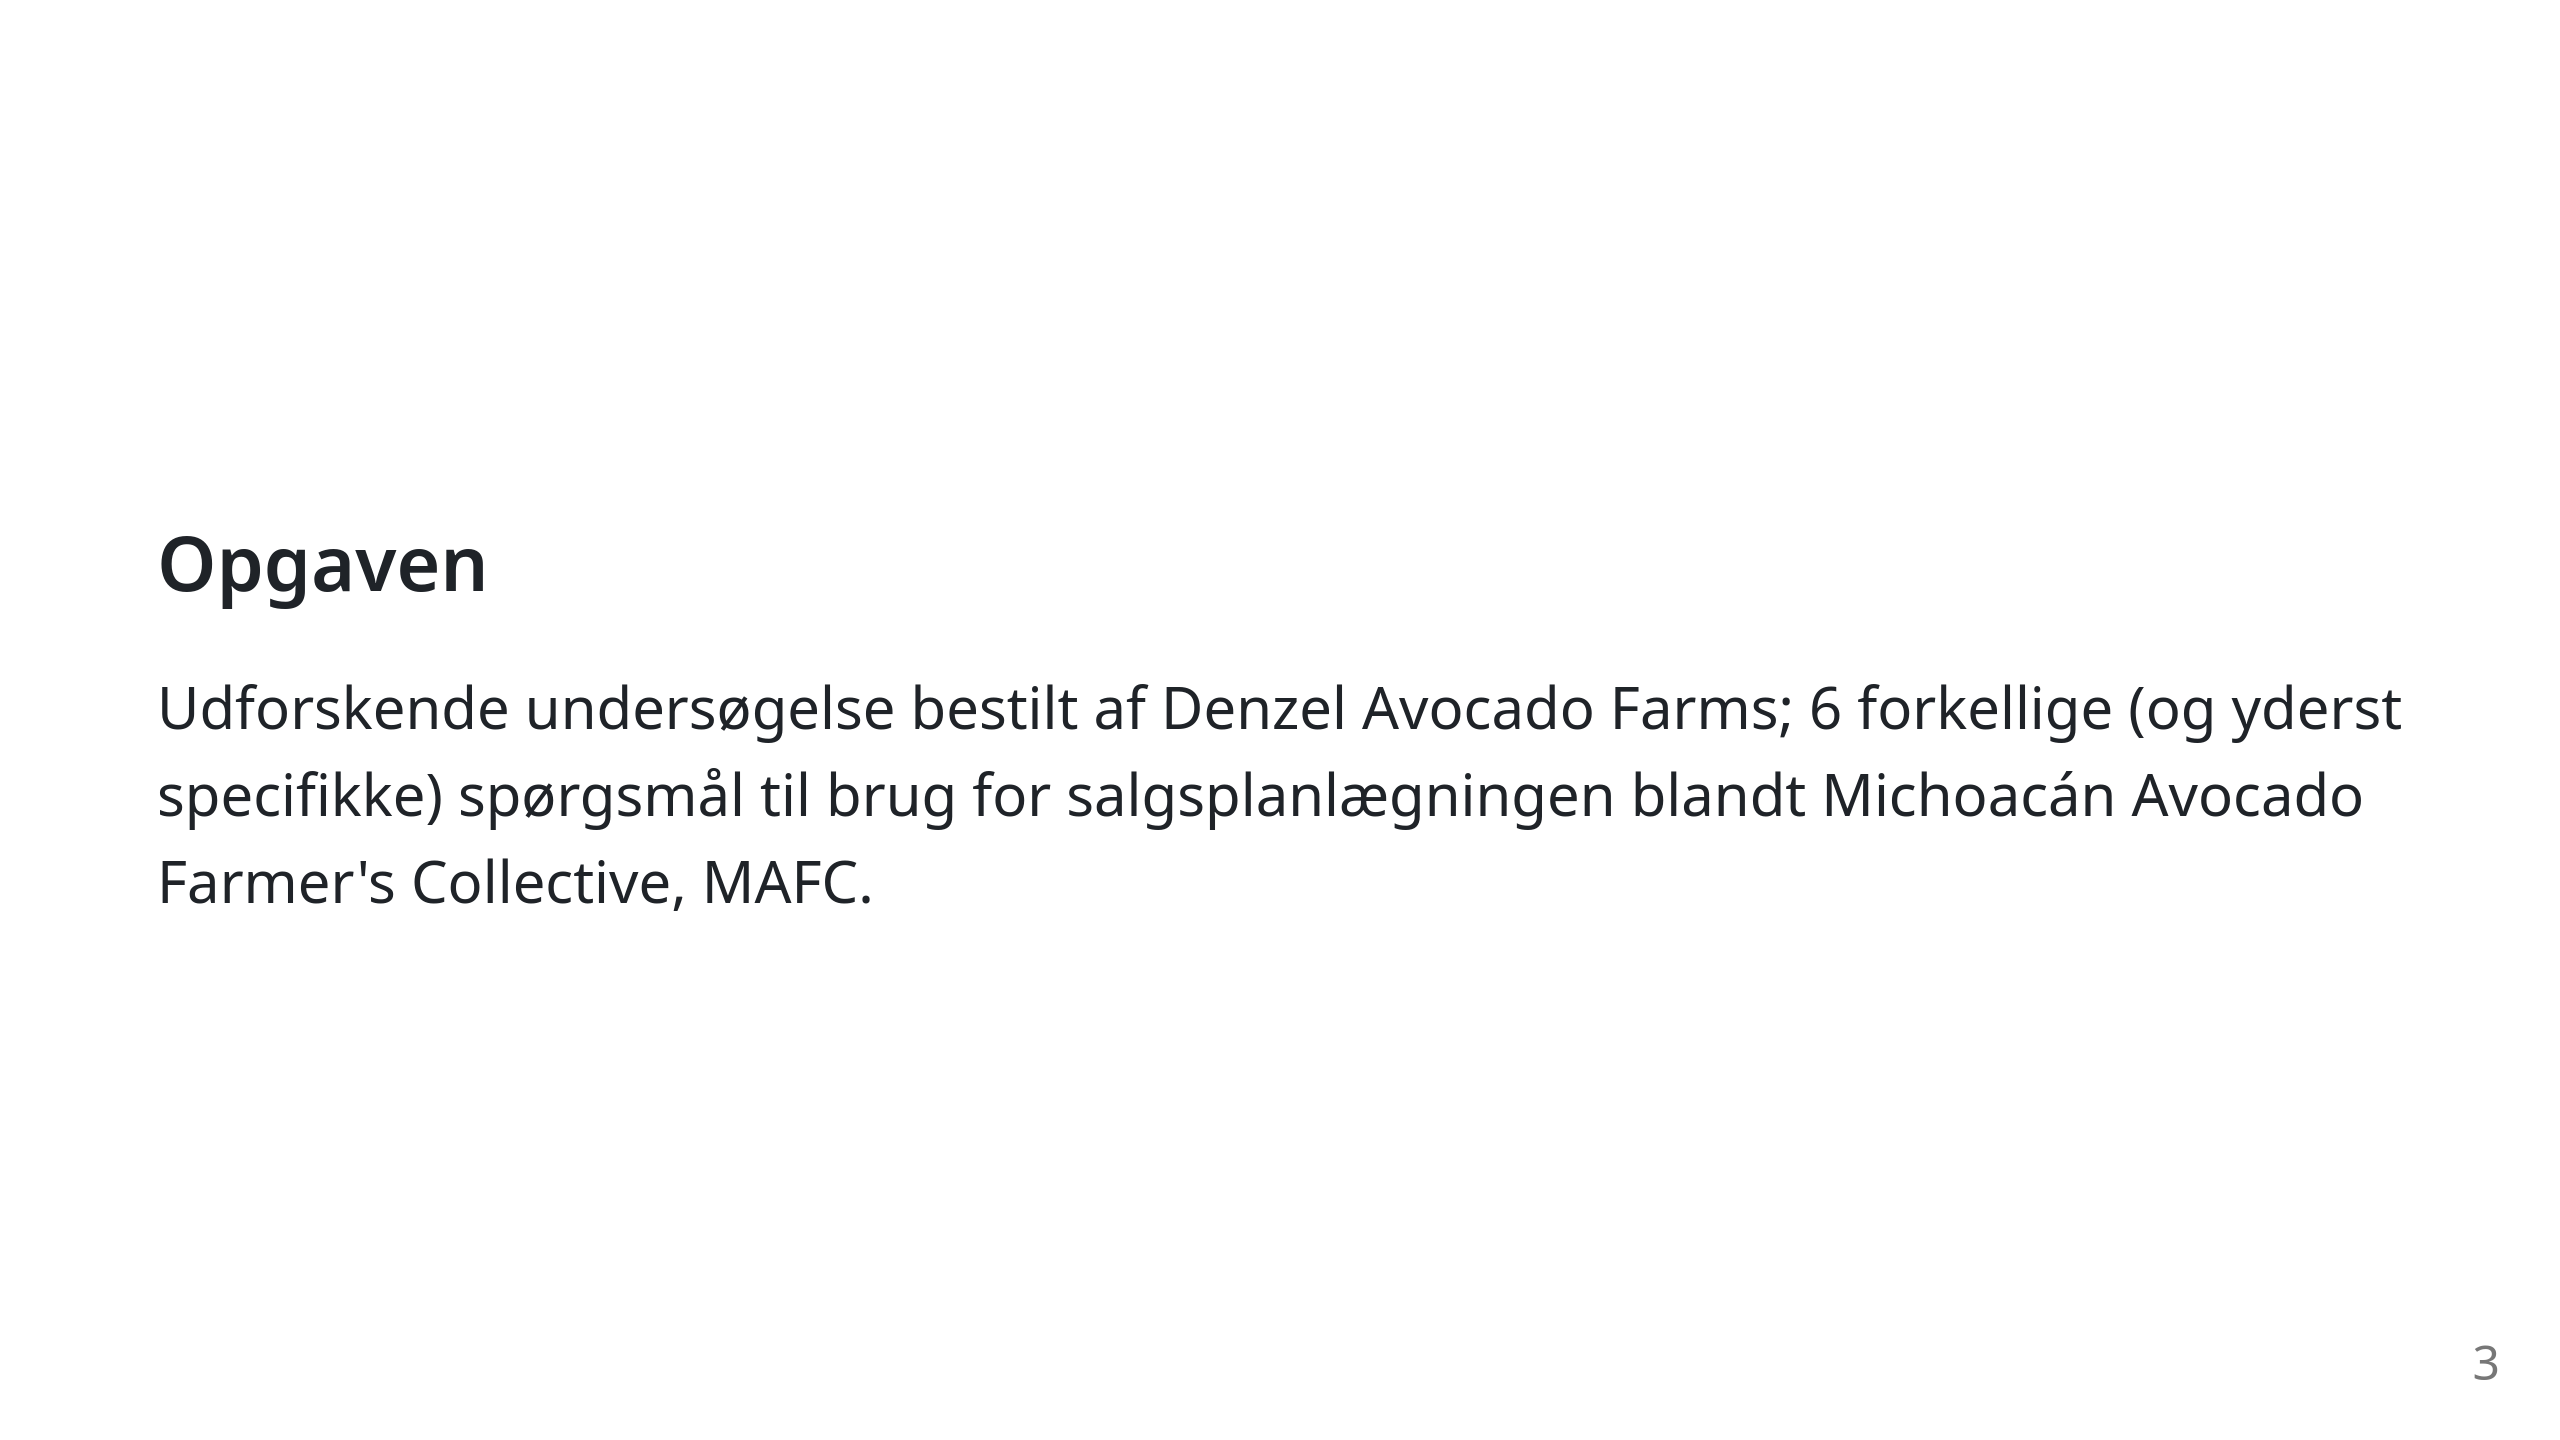 Opgaven
Udforskende undersøgelse bestilt af Denzel Avocado Farms; 6 forkellige (og yderst
specifikke) spørgsmål til brug for salgsplanlægningen blandt Michoacán Avocado
Farmer's Collective, MAFC.
3